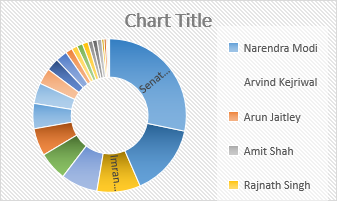 Chart Title
Senat...
Imran...
Narendra Modi
Arvind Kejriwal
Arun Jaitley
Amit Shah
Rajnath Singh